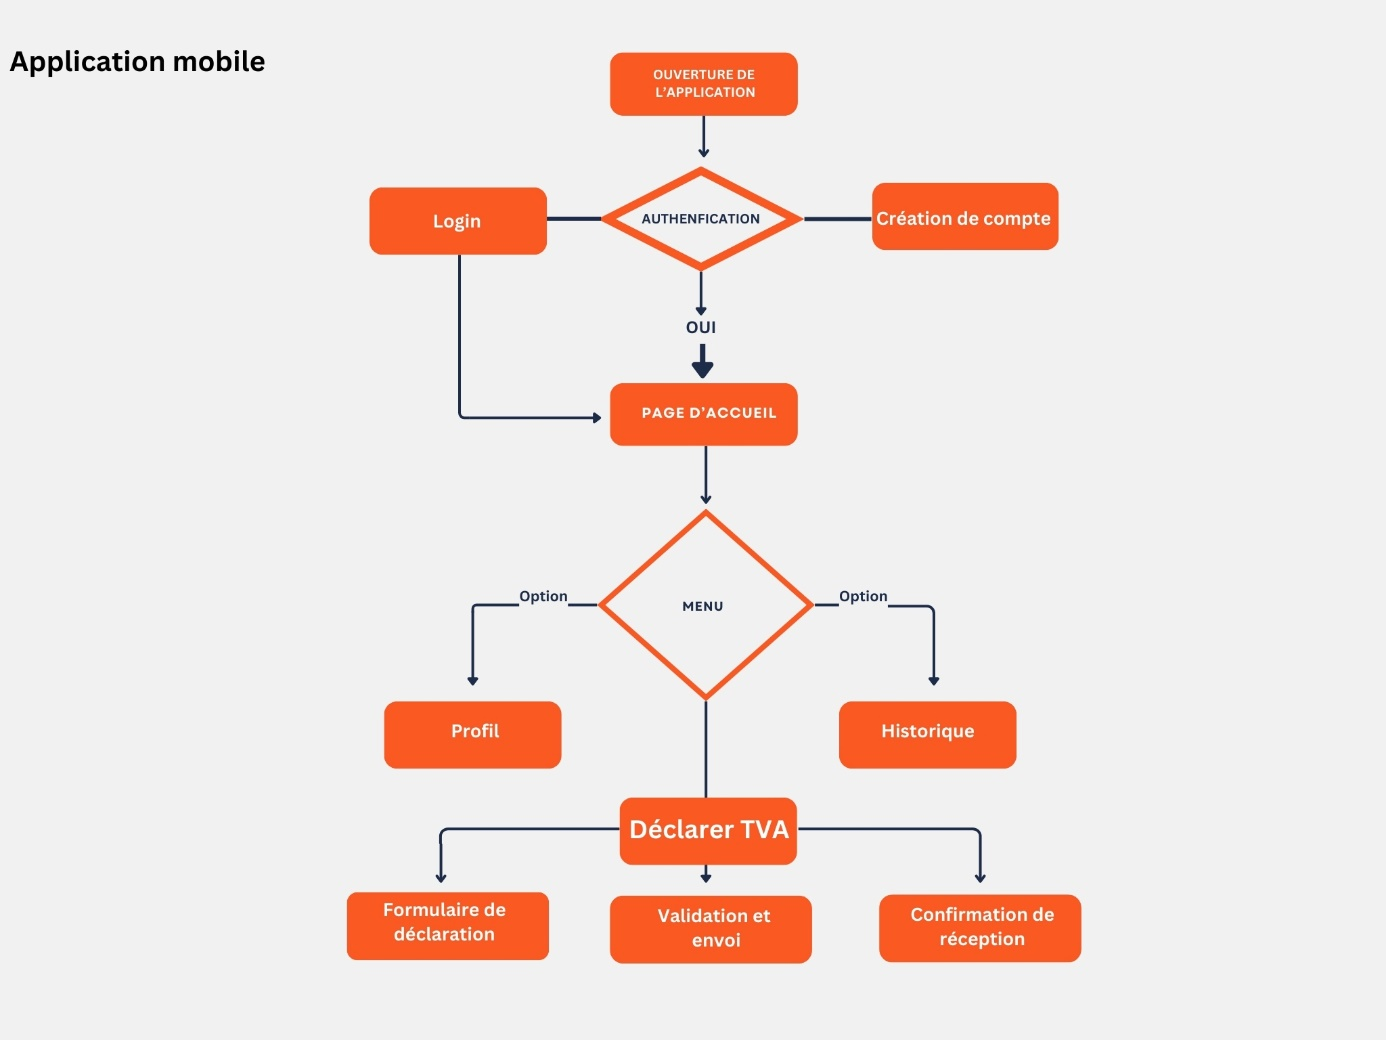 Application mobile
OUVERTURE DE
L’APPLICATION
Login
AUTHENFICATION
Création de compte
OUI
PAGE D’ACCUEIL
Option
Option
MENU
Profil
Historique
Déclarer TVA
Formulaire de
déclaration
Validation et
envoi
Confirmation de
réception